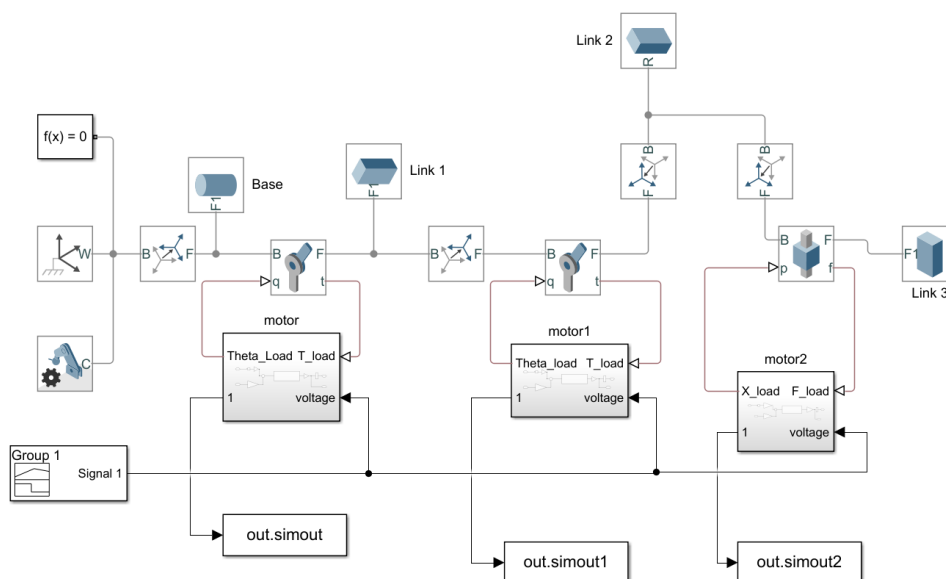 Link 2
R
f(x) = 0
B
B
Link 1
Base
F1
F1
F
F
W
B
F
B
F
B
F
B
F
B
F
F1
q
t
q
t
p
f
Link 3
motor
motor1
motor2
C
Theta_Load
T_load
Theta_load
T_load
1
voltage
1
voltage
X_load
F_load
1
voltage
Group 1
Signal 1
out.simout
out.simout1
out.simout2